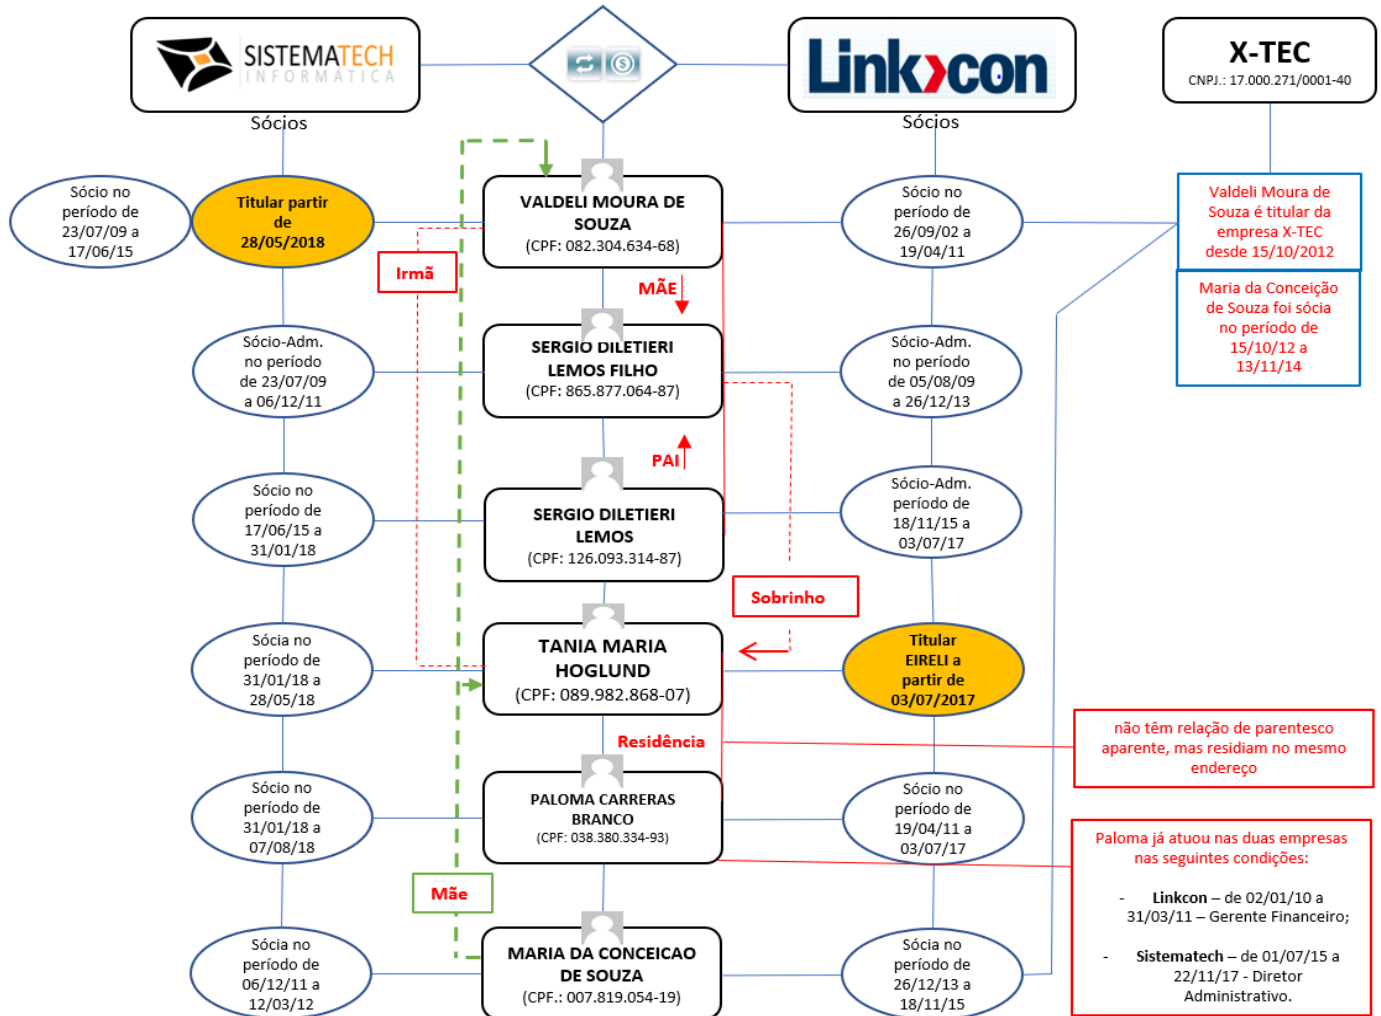 SISTEMATECH
INFORMÁTICA
Link>con
X-TEC
CNPJ.: 17.000.271/0001-40
Sócios
Sócios
Sócio no
período de
23/07/09 a
17/06/15
Titular partir
de
28/05/2018
VALDELI MOURA DE
SOUZA
(CPF: 082.304.634-68)
Sócio no
período de
26/09/02 a
19/04/11
Valdeli Moura de
Souza é titular da
empresa X-TEC
desde 15/10/2012
Maria da Conceição
de Souza foi sócia
no período de
15/10/12 a
13/11/14
Irmã
MÃE
Sócio-Adm.
no período
de 23/07/09
a 06/12/11
SERGIO DILETIERI
LEMOS FILHO
(CPF: 865.877.064-87)
Sócio-Adm.
no período
de 05/08/09
a 26/12/13
PAI
Sócio no
período de
17/06/15 a
31/01/18
SERGIO DILETIERI
LEMOS
(CPF: 126.093.314-87)
Sócio-Adm.
período de
18/11/15 a
03/07/17
Sobrinho
Sócia no
período de
31/01/18 a
28/05/18
TANIA MARIA
HOGLUND
(CPF: 089.982.868-07)
Titular
EIRELI a
partir de
03/07/2017
Residência
não têm relação de parentesco
aparente, mas residiam no mesmo
endereço
Sócio no
período de
31/01/18 a
07/08/18
PALOMA CARRERAS
BRANCO
(CPF: 038.380.334-93)
Sócio no
período de
19/04/11 a
03/07/17
Paloma já atuou nas duas empresas
nas seguintes condições:
- Linkcon – de 02/01/10 a
31/03/11 – Gerente Financeiro;
- Sistematech – de 01/07/15 a
22/11/17 - Diretor
Administrativo.
Mãe
Sócia no
período de
06/12/11 a
12/03/12
MARIA DA CONCEICAO
DE SOUZA
(CPF.: 007.819.054-19)
Sócia no
período de
26/12/13 a
18/11/15